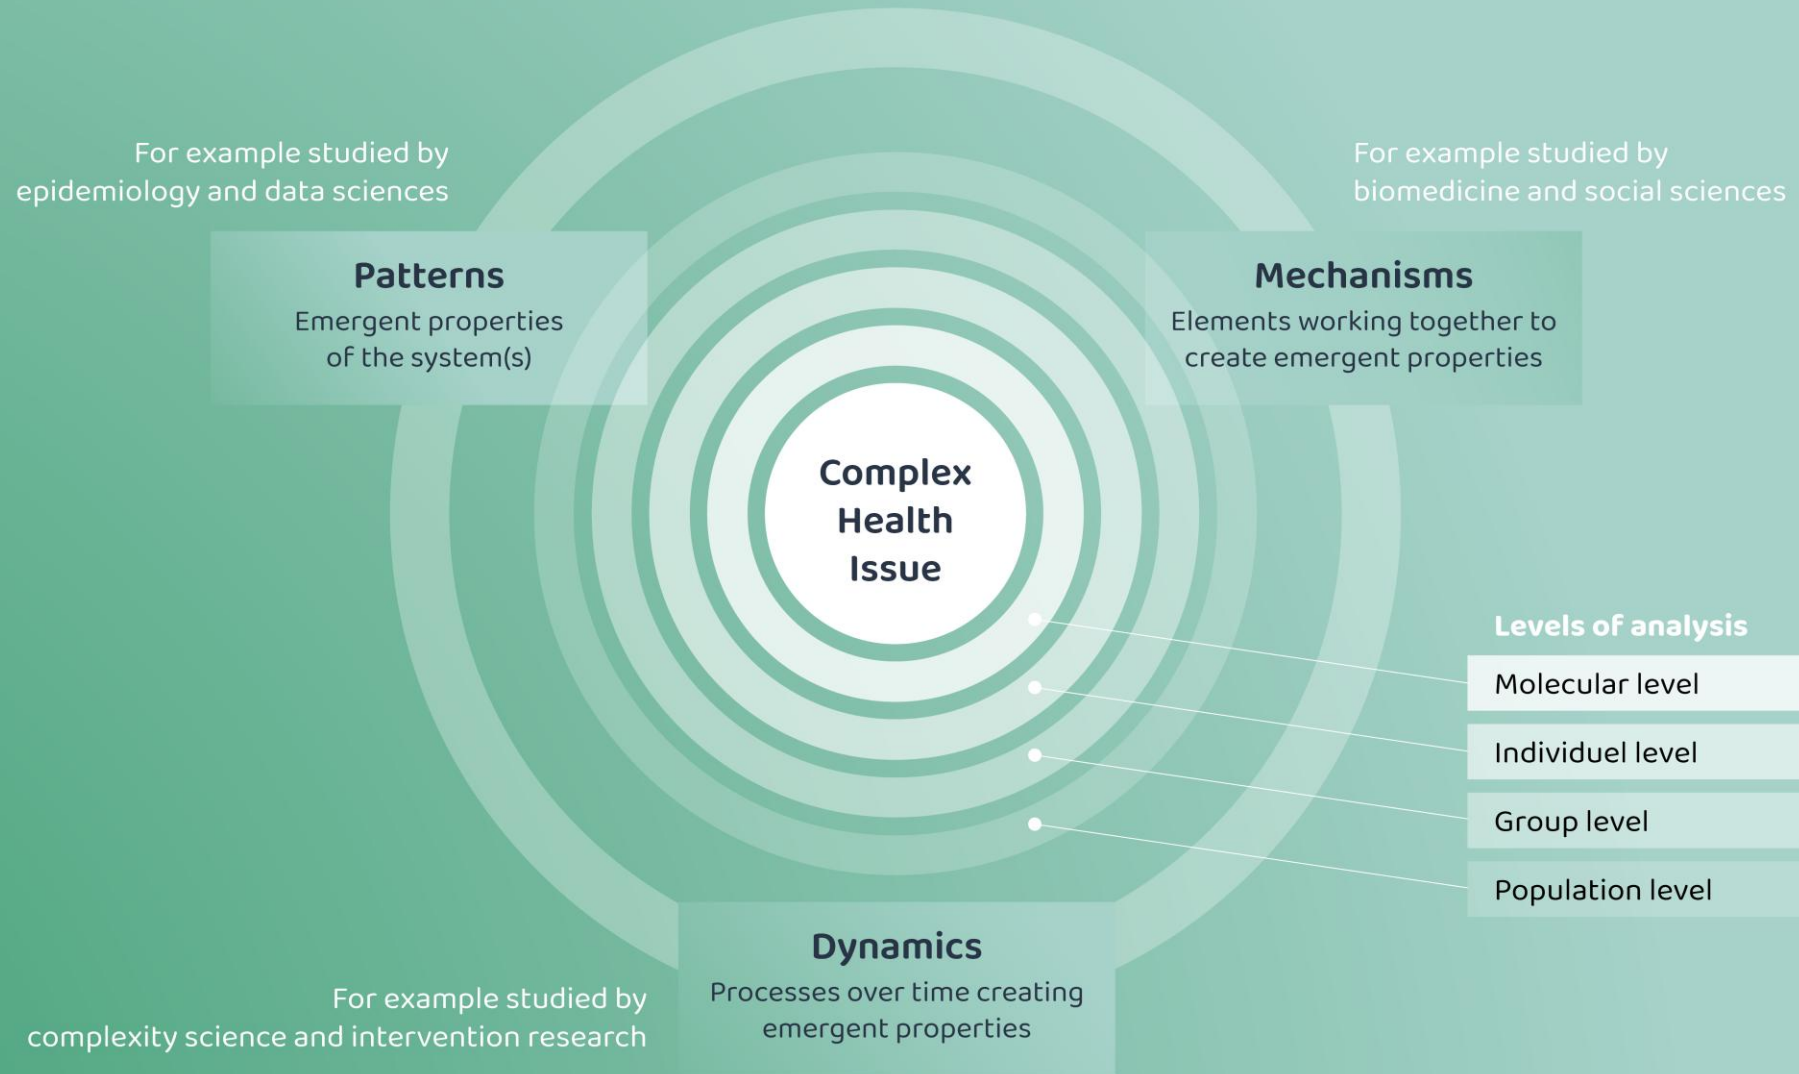 For example studied by
epidemiology and data sciences
Patterns
Emergent properties
of the system(s)
For example studied by
biomedicine and social sciences
Mechanisms
Elements working together to
create emergent properties
Complex
Health
Issue
Levels of analysis
Molecular level
Individuel level
Group level
Population level
Dynamics
Processes over time creating
emergent properties
For example studied by
complexity science and intervention research